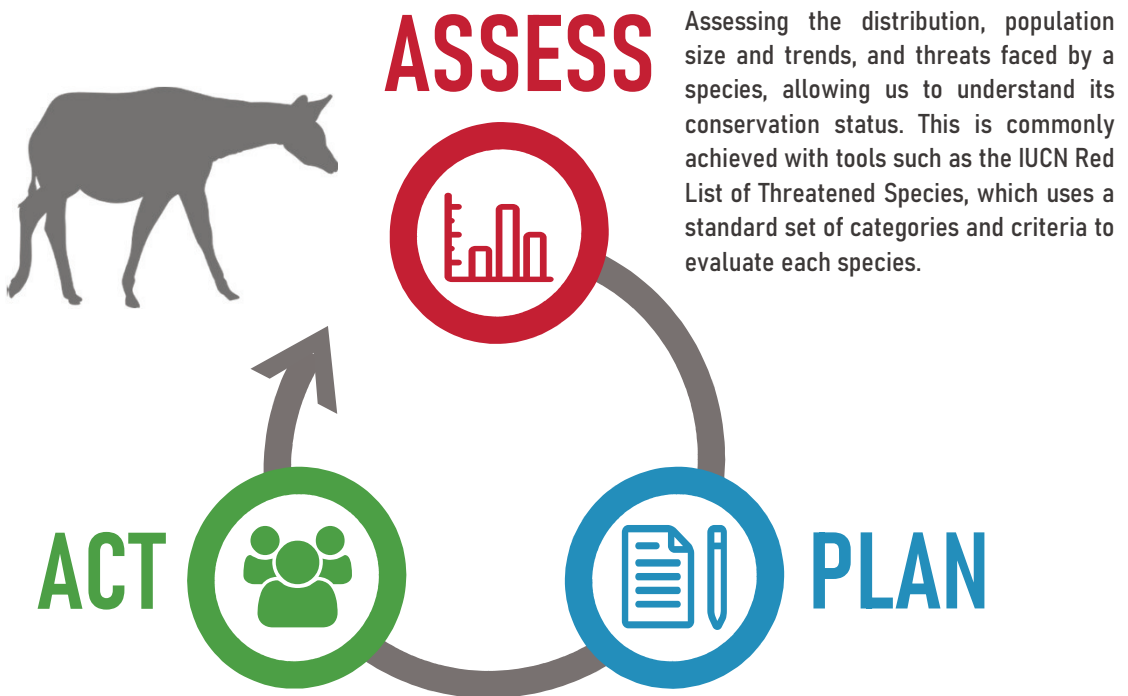 ASSESS
Assessing the distribution, population
size and trends, and threats faced by a
species, allowing us to understand its
conservation status. This is commonly
achieved with tools such as the IUCN Red
List of Threatened Species, which uses a
standard set of categories and criteria to
evaluate each species.
ACT
PLAN